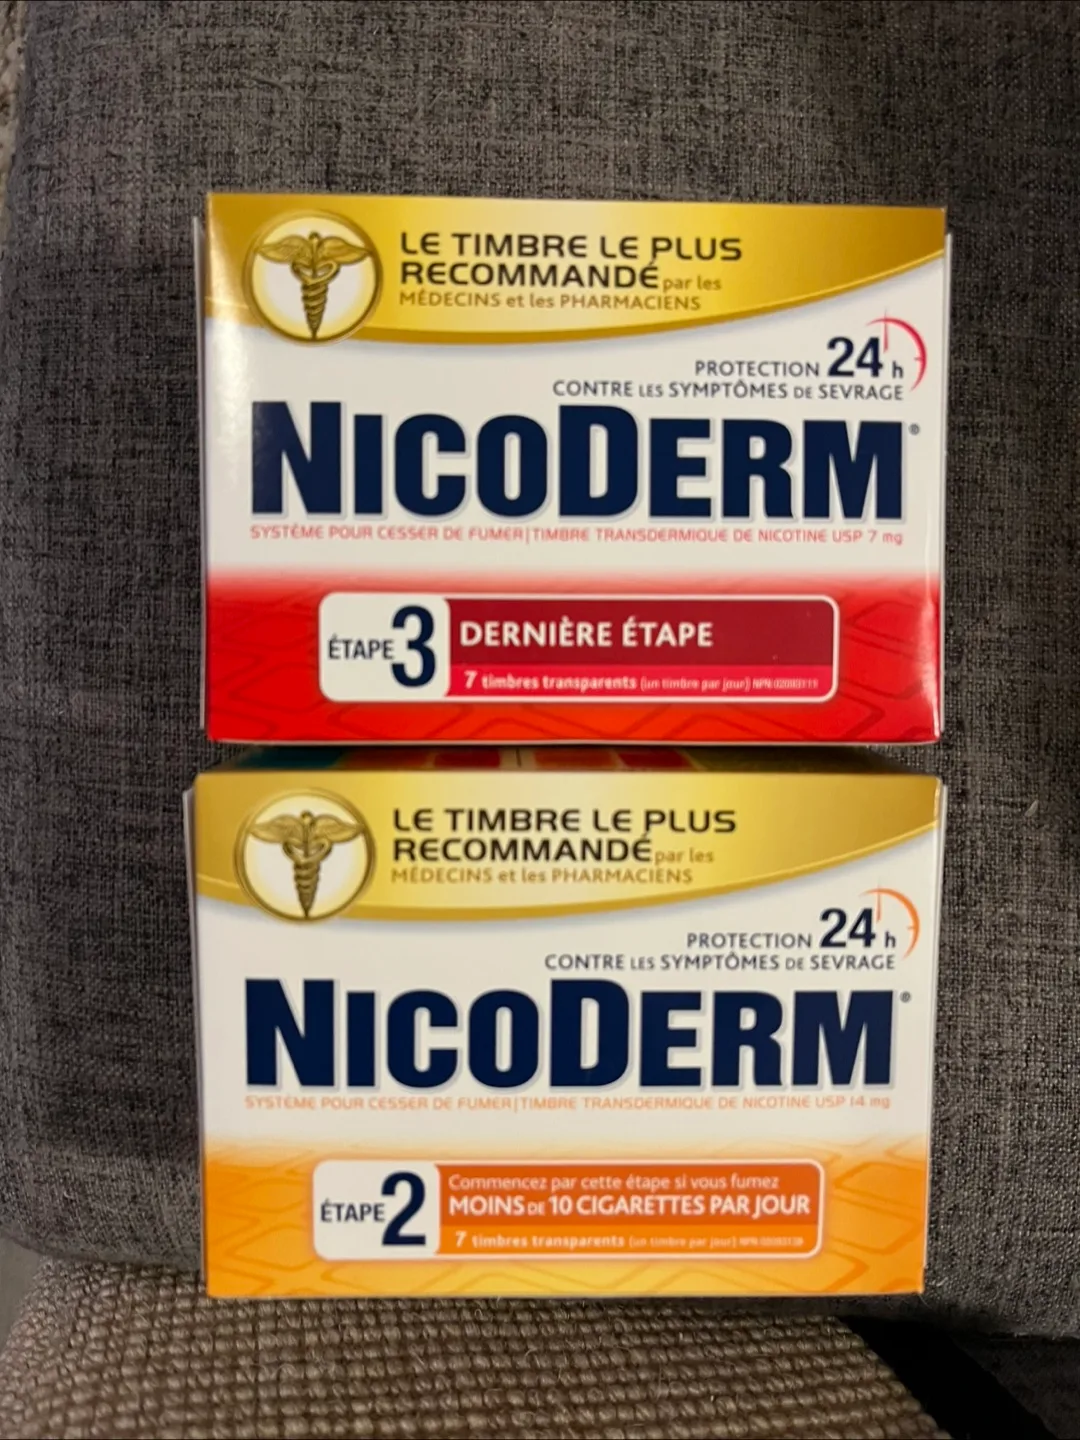 LE TIMBRE LE PLUS
RECOMMANDÉ par les
MÉDECINS et les PHARMACIENS
PROTECTION 24 h
CONTRE LES SYMPTÔMES DE SEVRAGE
NICODERM®
SYSTÈME POUR CESSER DE FUMER | TIMBRE TRANSDERMIQUE DE NICOTINE USP 7 mg
ÉTAPE 3
DERNIÈRE ÉTAPE
7 timbres transparents (un timbre par jour) NPN
LE TIMBRE LE PLUS
RECOMMANDÉ par les
MÉDECINS et les PHARMACIENS
PROTECTION 24 h
CONTRE LES SYMPTÔMES DE SEVRAGE
NICODERM®
SYSTÈME POUR CESSER DE FUMER | TIMBRE TRANSDERMIQUE DE NICOTINE USP 14 mg
ÉTAPE 2
Commencez par cette étape si vous fumez
MOINS DE 10 CIGARETTES PAR JOUR
7 timbres transparents (un timbre par jour) NPN